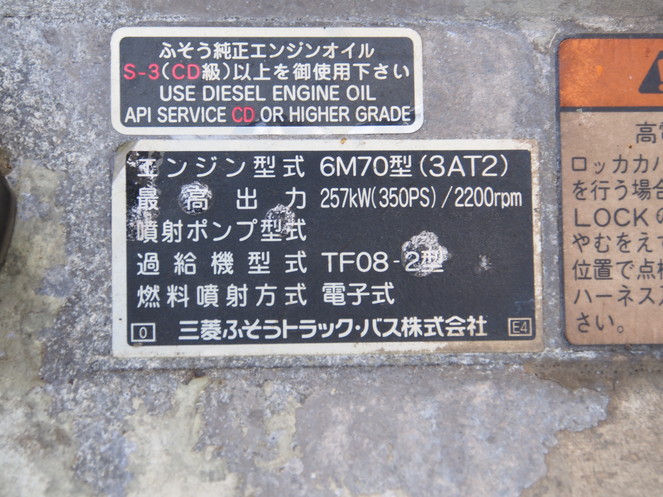 ふそう純正エンジンオイル
S-3(CD級)以上を御使用下さい
USE DIESEL ENGINE OIL
API SERVICE CD OR HIGHER GRADE
エンジン型式 6M70型(3AT2)
最高出力 257kW(350PS)/2200rpm
噴射ポンプ型式
過給機型式 TF08-2型
燃料噴射方式 電子式
0 三菱ふそうトラック・バス株式会社 E4
ロッカカバ
を行う場合
LOCKの
やむをえ
位置で点検
ハーネス
さい。